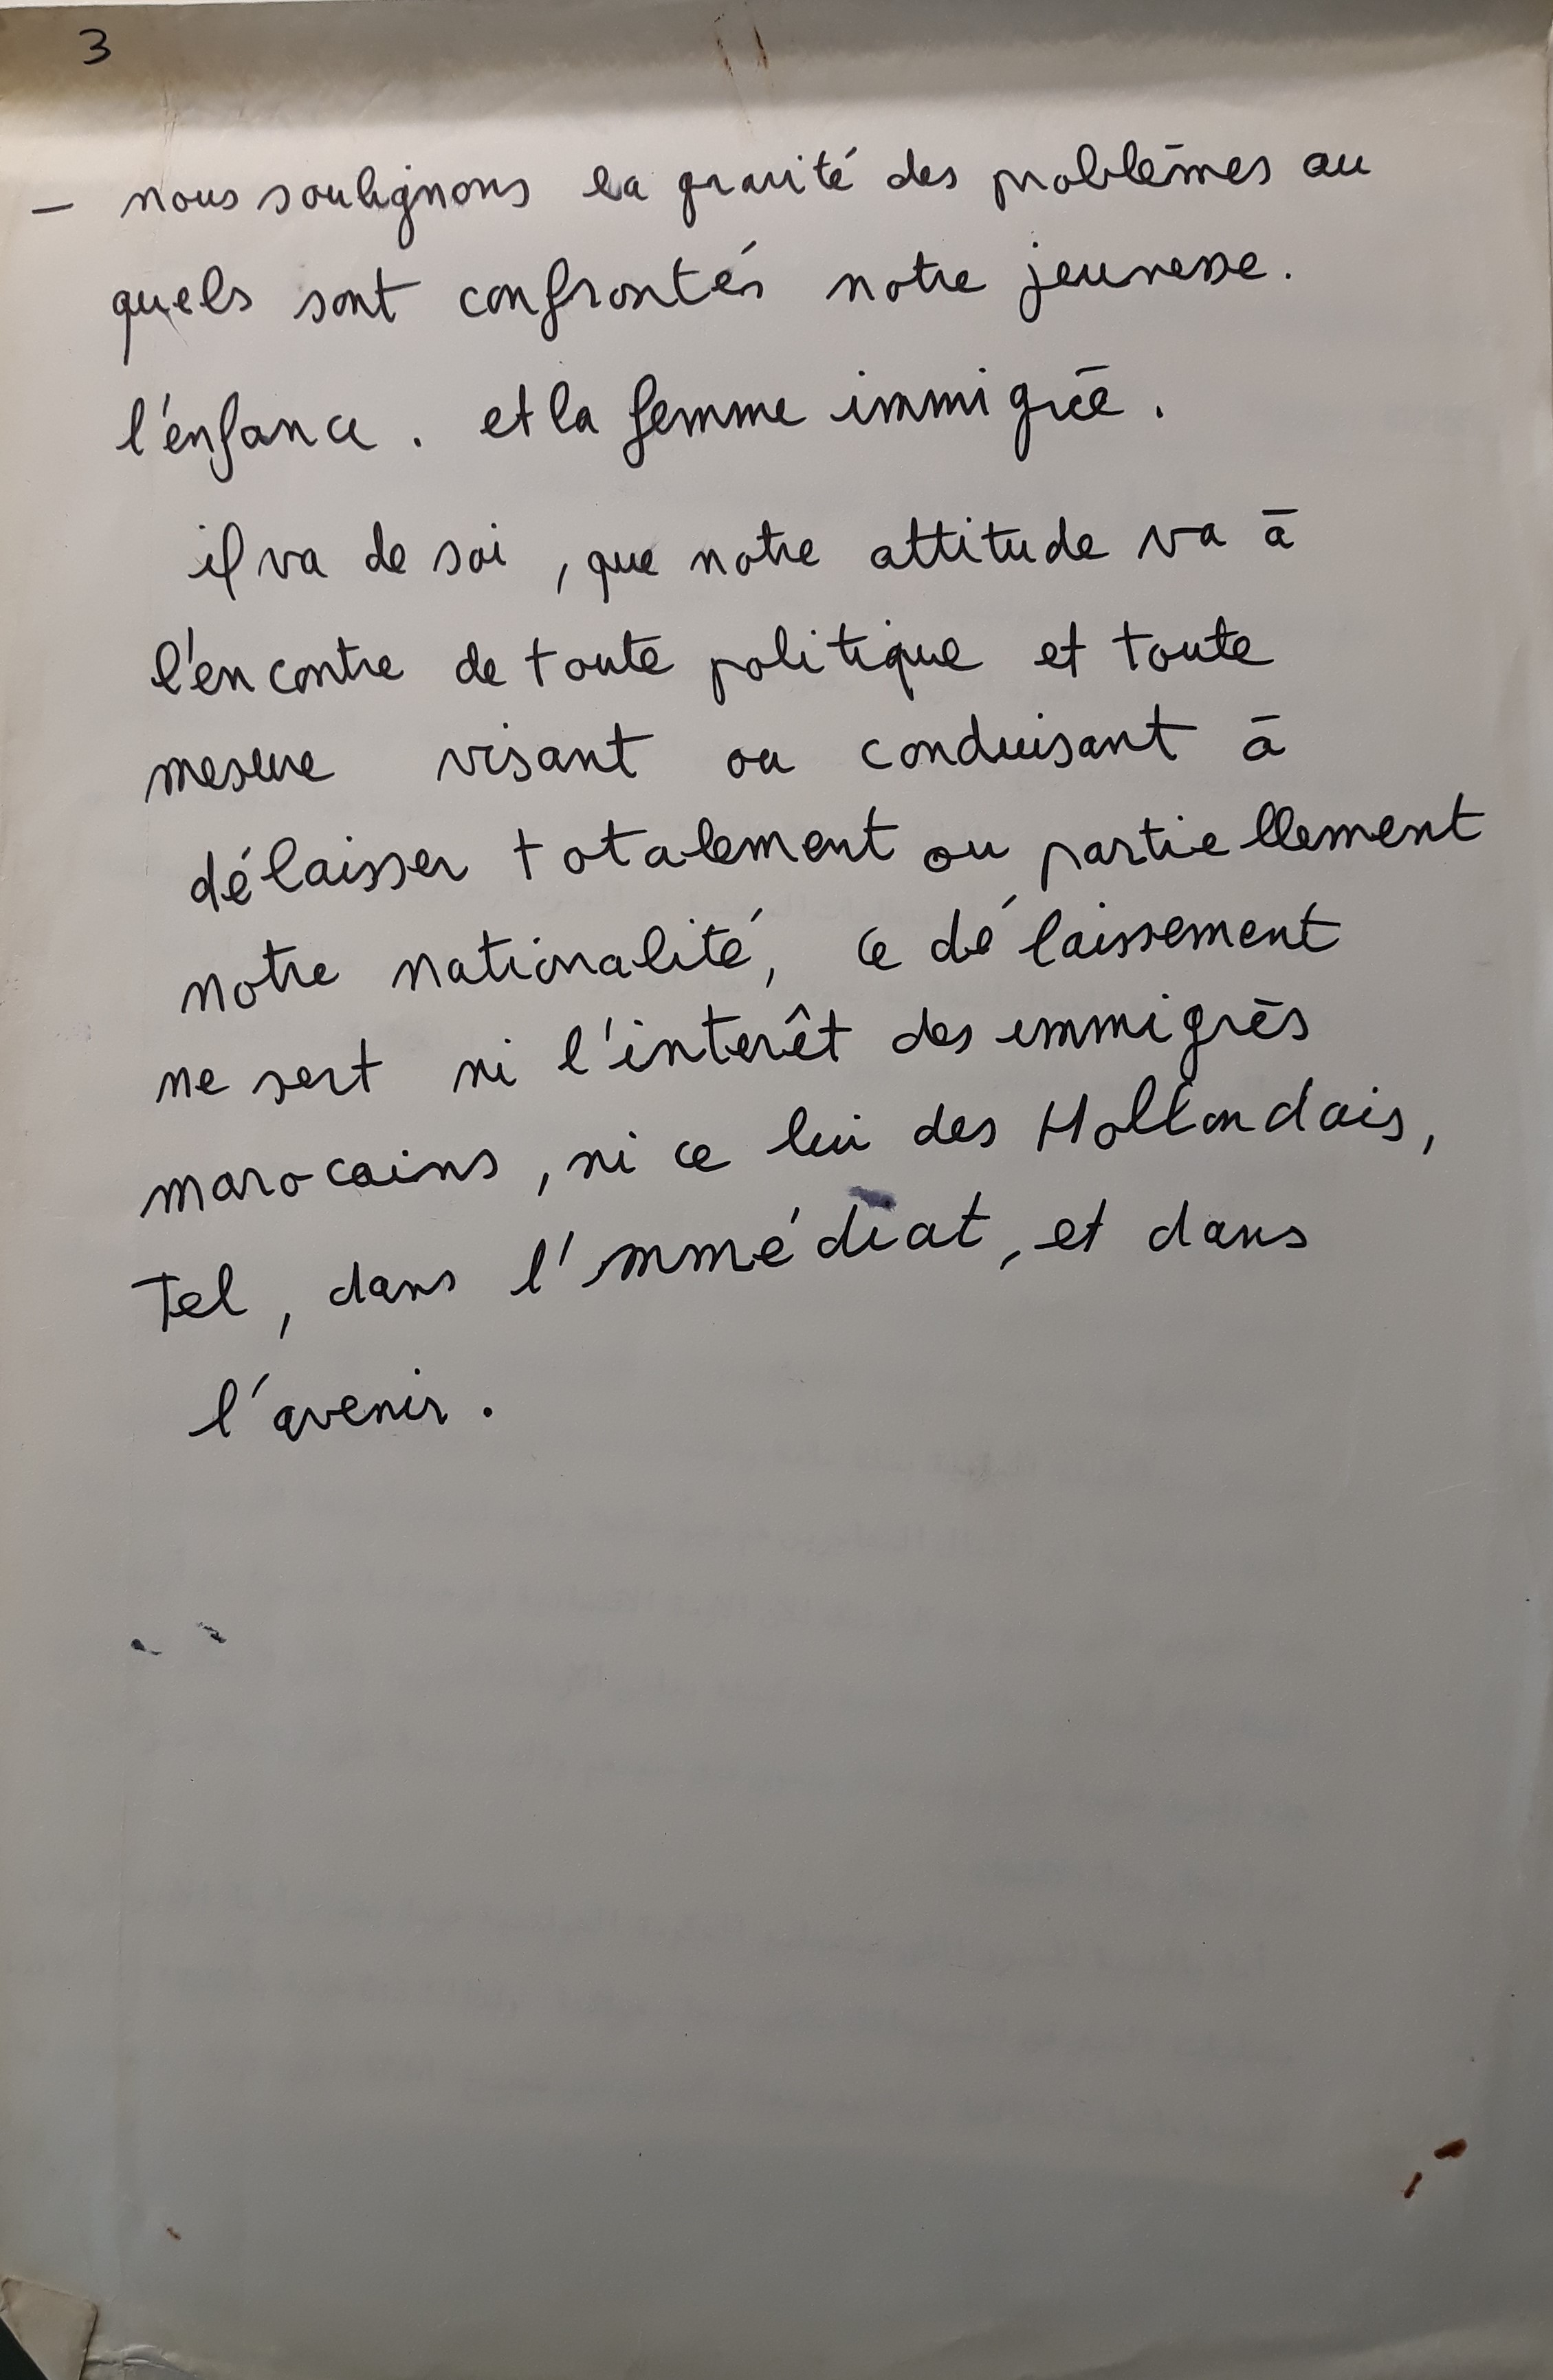 3
- nous soulignons la gravité des problèmes au
quels sont confrontés notre jeunesse.
l'enfance. et la femme immigrée.
il va de soi, que notre attitude va à
l'encontre de toute politique et toute
mesure visant ou conduisant à
délaisser totalement ou partiellement
notre nationalité, ce délaissement
ne sert ni l'interêt des immigrés
marocains, ni celui des Hollandais,
Tel, dans l'immédiat, et dans
l'avenir.